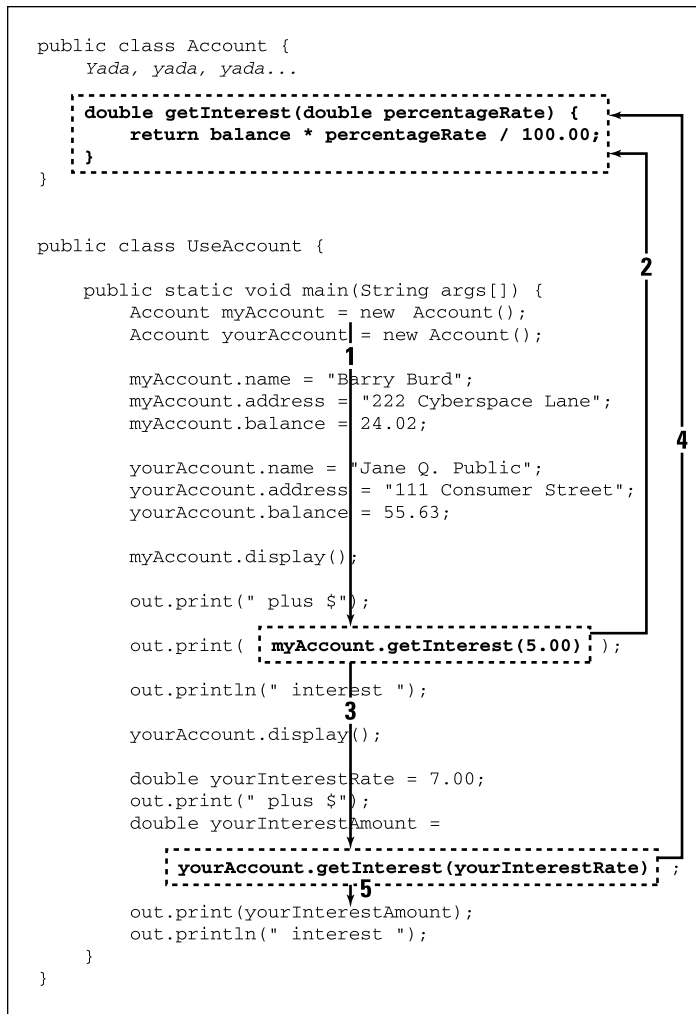 public class Account {
Yada, yada, yada...
double getInterest(double percentageRate) {
return balance * percentageRate / 100.00;
}
}
public class UseAccount {
2
public static void main(String args[]) {
Account myAccount = new Account();
Account yourAccount = new Account();
1
myAccount.name = "Barry Burd";
myAccount.address = "222 Cyberspace Lane";
myAccount.balance = 24.02;
4
yourAccount.name = "Jane Q. Public";
yourAccount.address = "111 Consumer Street";
yourAccount.balance = 55.63;
myAccount.display();
out.print(" plus $");
out.print( myAccount.getInterest(5.00) );
out.println(" interest ");
3
yourAccount.display();
double yourInterestRate = 7.00;
out.print(" plus $");
double yourInterestAmount =
yourAccount.getInterest(yourInterestRate) ;
5
out.print(yourInterestAmount);
out.println(" interest ");
}
}